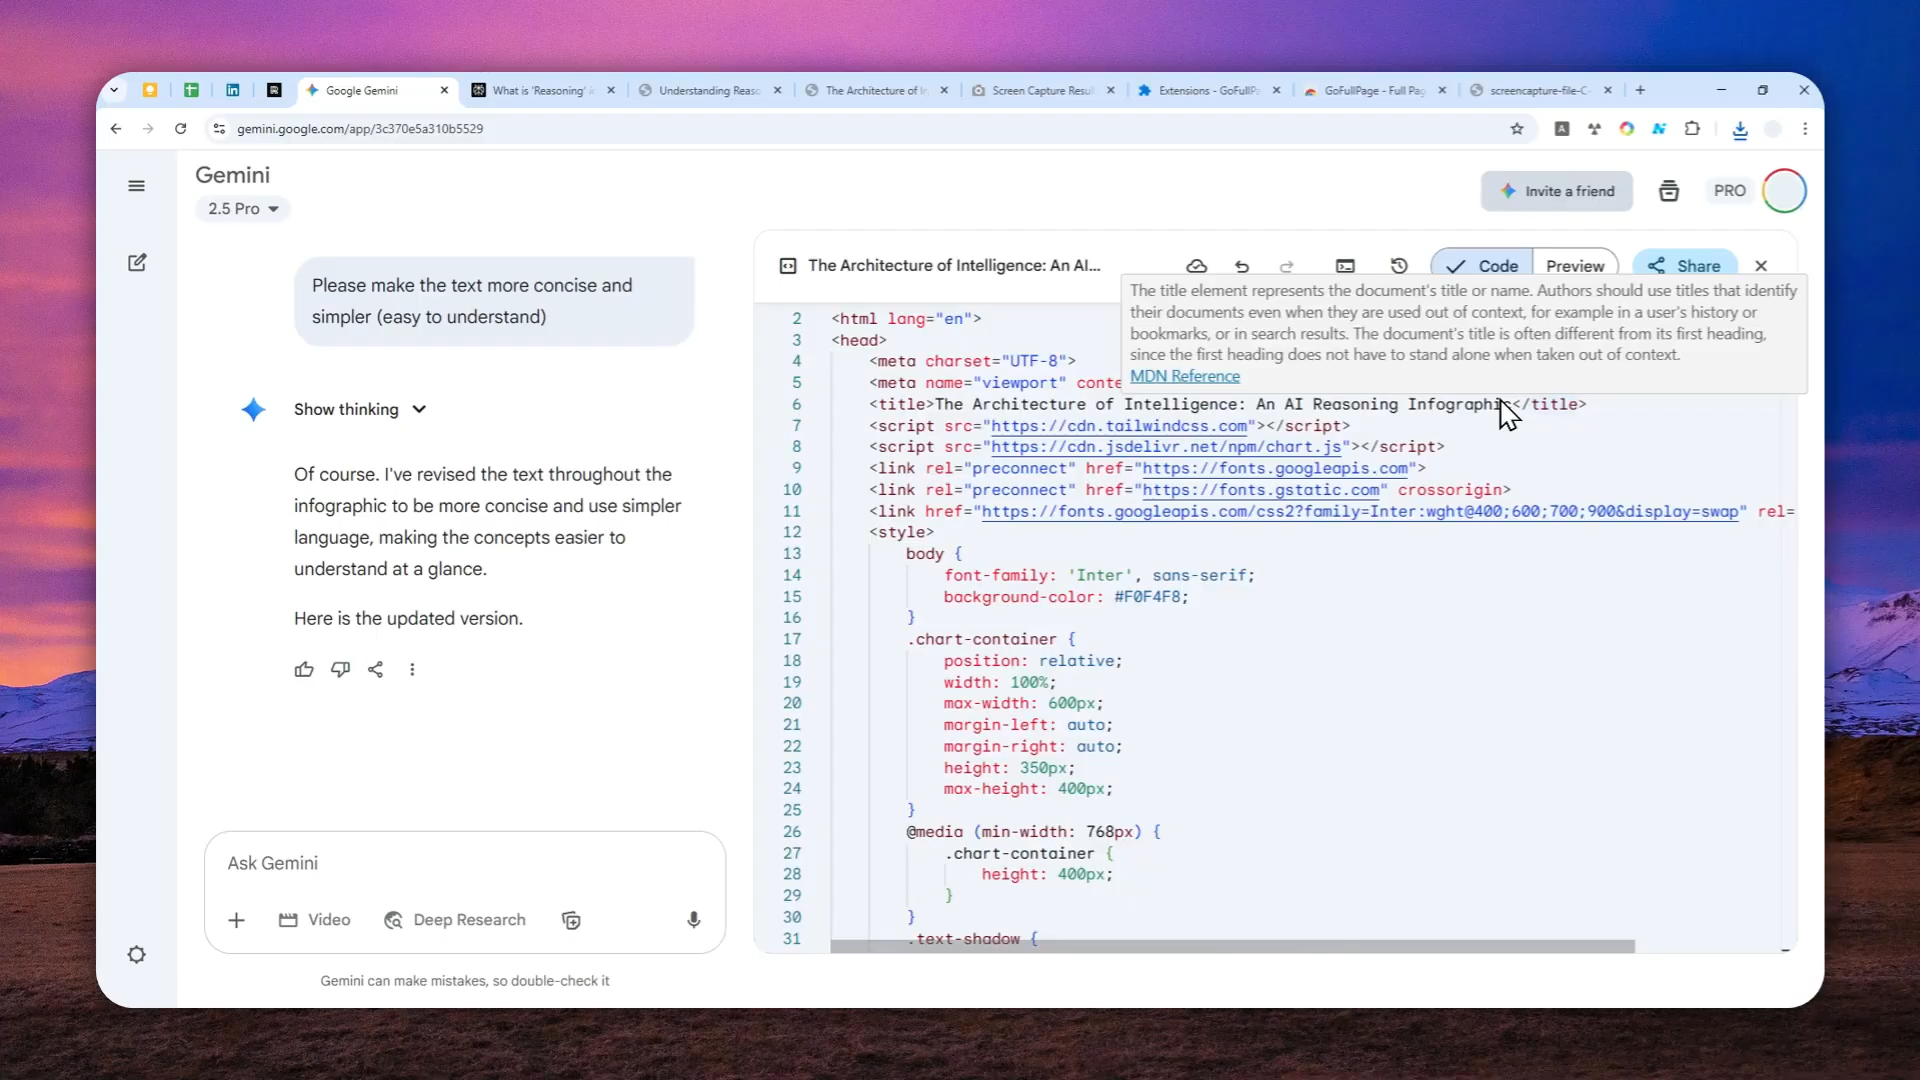 Google Gemini
What is 'Reasoning' i
Understanding Reaso
The Architecture of In
Screen Capture Resul
Extensions - GoFullP
GoFullPage - Full Pag
screencapture-file-C-
gemini.google.com/app/3c370e5a310b5529
Gemini
2.5 Pro
Invite a friend
PRO
Please make the text more concise and
simpler (easy to understand)
Show thinking
Of course. I've revised the text throughout the
infographic to be more concise and use simpler
language, making the concepts easier to
understand at a glance.
Here is the updated version.
Ask Gemini
Video
Deep Research
Gemini can make mistakes, so double-check it
The Architecture of Intelligence: An AI...
Code
Preview
Share
The title element represents the document's title or name. Authors should use titles that identify
their documents even when they are used out of context, for example in a user's history or
bookmarks, or in search results. The document's title is often different from its first heading,
since the first heading does not have to stand alone when taken out of context.
MDN Reference
2 <html lang="en">
3 <head>
4 <meta charset="UTF-8">
5 <meta name="viewport" conte
6 <title>The Architecture of Intelligence: An AI Reasoning Infographic</title>
7 <script src="https://cdn.tailwindcss.com"></script>
8 <script src="https://cdn.jsdelivr.net/npm/chart.js"></script>
9 <link rel="preconnect" href="https://fonts.googleapis.com">
10 <link rel="preconnect" href="https://fonts.gstatic.com" crossorigin>
11 <link href="https://fonts.googleapis.com/css2?family=Inter:wght@400;600;700;900&display=swap" rel=
12 <style>
13 body {
14 font-family: 'Inter', sans-serif;
15 background-color: #F0F4F8;
16 }
17 .chart-container {
18 position: relative;
19 width: 100%;
20 max-width: 600px;
21 margin-left: auto;
22 margin-right: auto;
23 height: 350px;
24 max-height: 400px;
25 }
26 @media (min-width: 768px) {
27 .chart-container {
28 height: 400px;
29 }
30 }
31 .text-shadow {